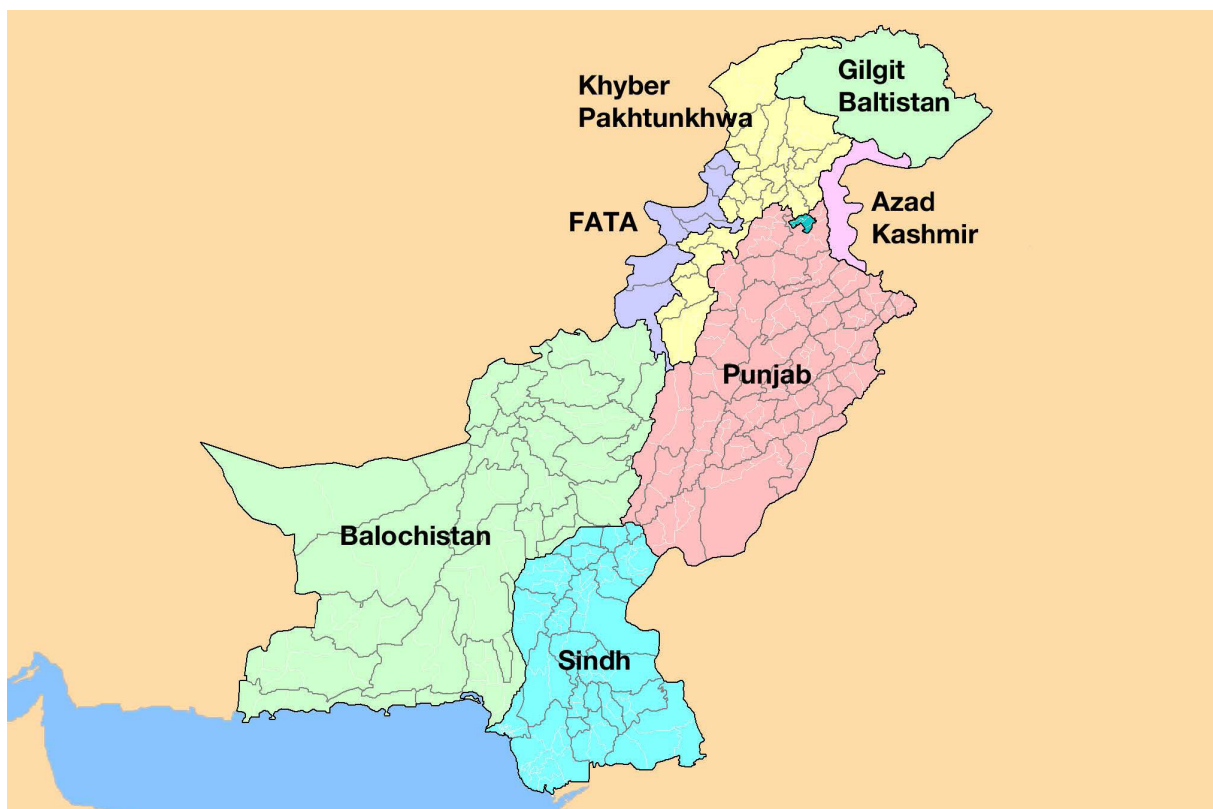 Gilgit
Baltistan
Khyber
Pakhtunkhwa
FATA
Azad
Kashmir
Punjab
Balochistan
Sindh